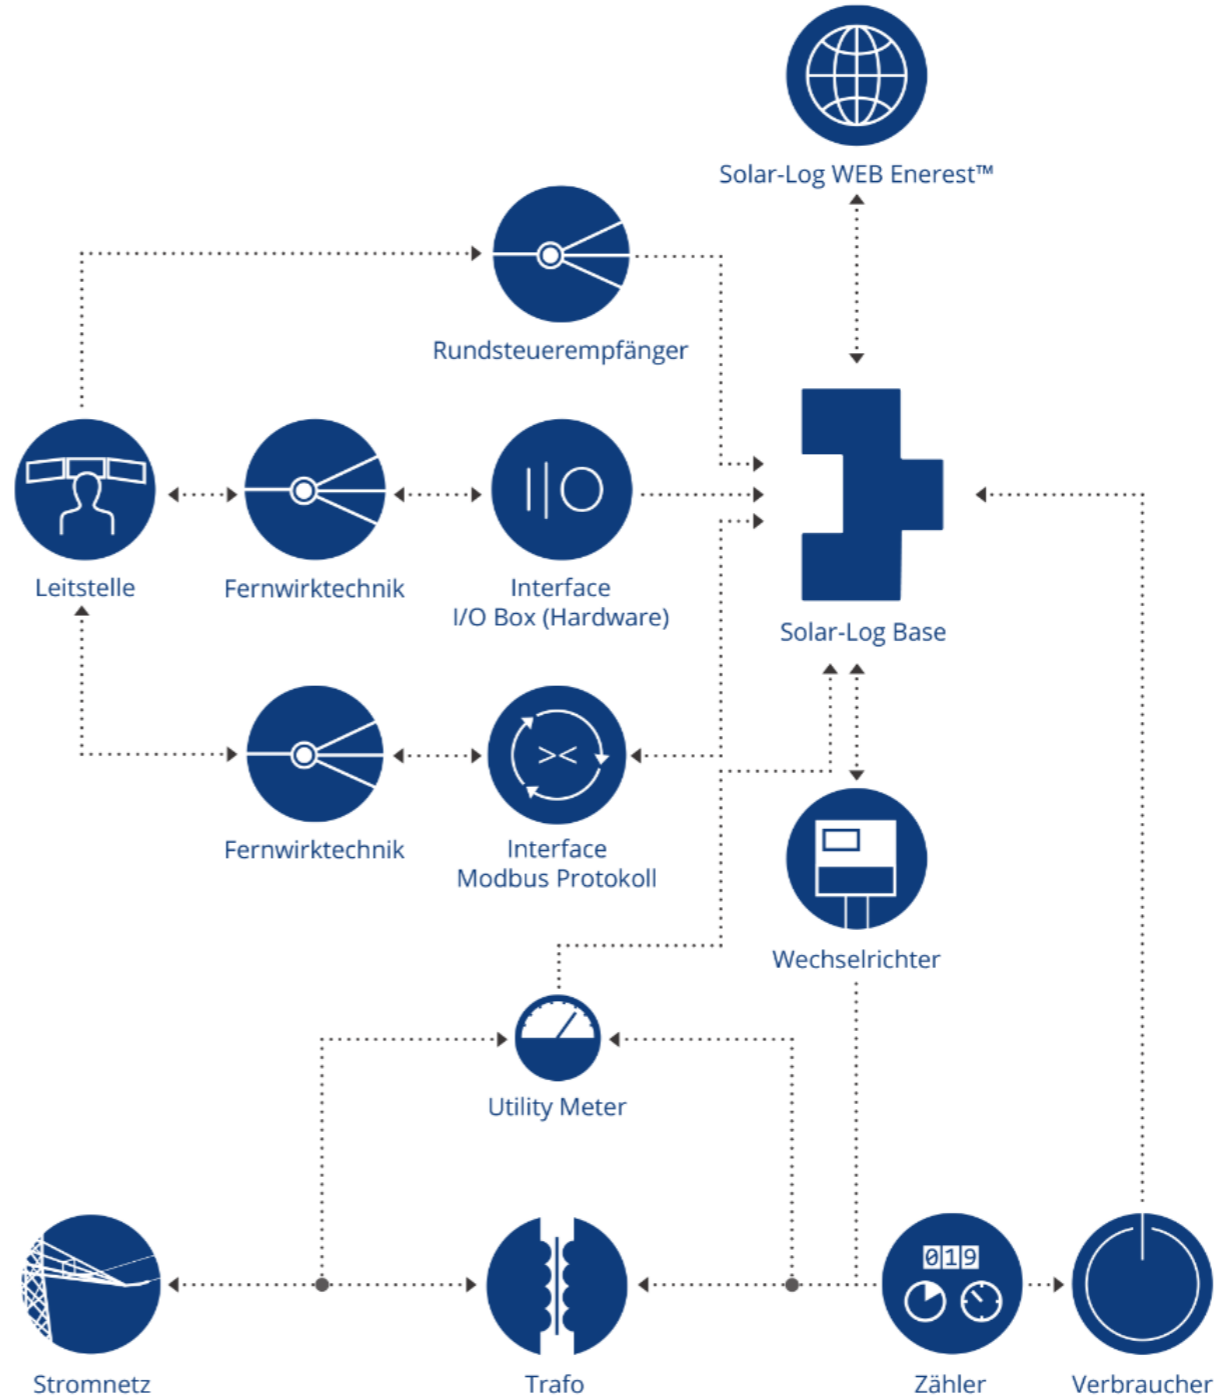 Solar-Log WEB Enerest™
Rundsteuerempfänger
Leitstelle
Fernwirktechnik
Interface
I/O Box (Hardware)
Solar-Log Base
Fernwirktechnik
Interface
Modbus Protokoll
Wechselrichter
Utility Meter
019
Stromnetz
Trafo
Zähler
Verbraucher